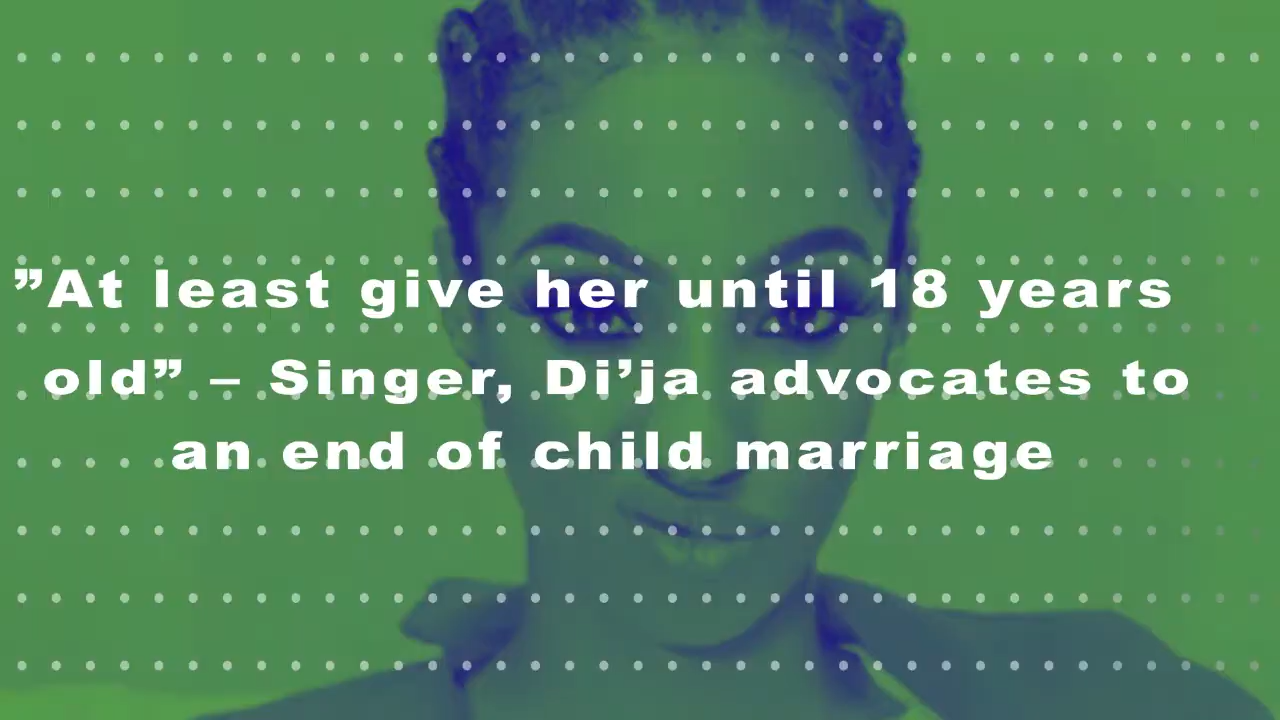 ”At least give her until 18 years
old” – Singer, Di’ja advocates to
an end of child marriage